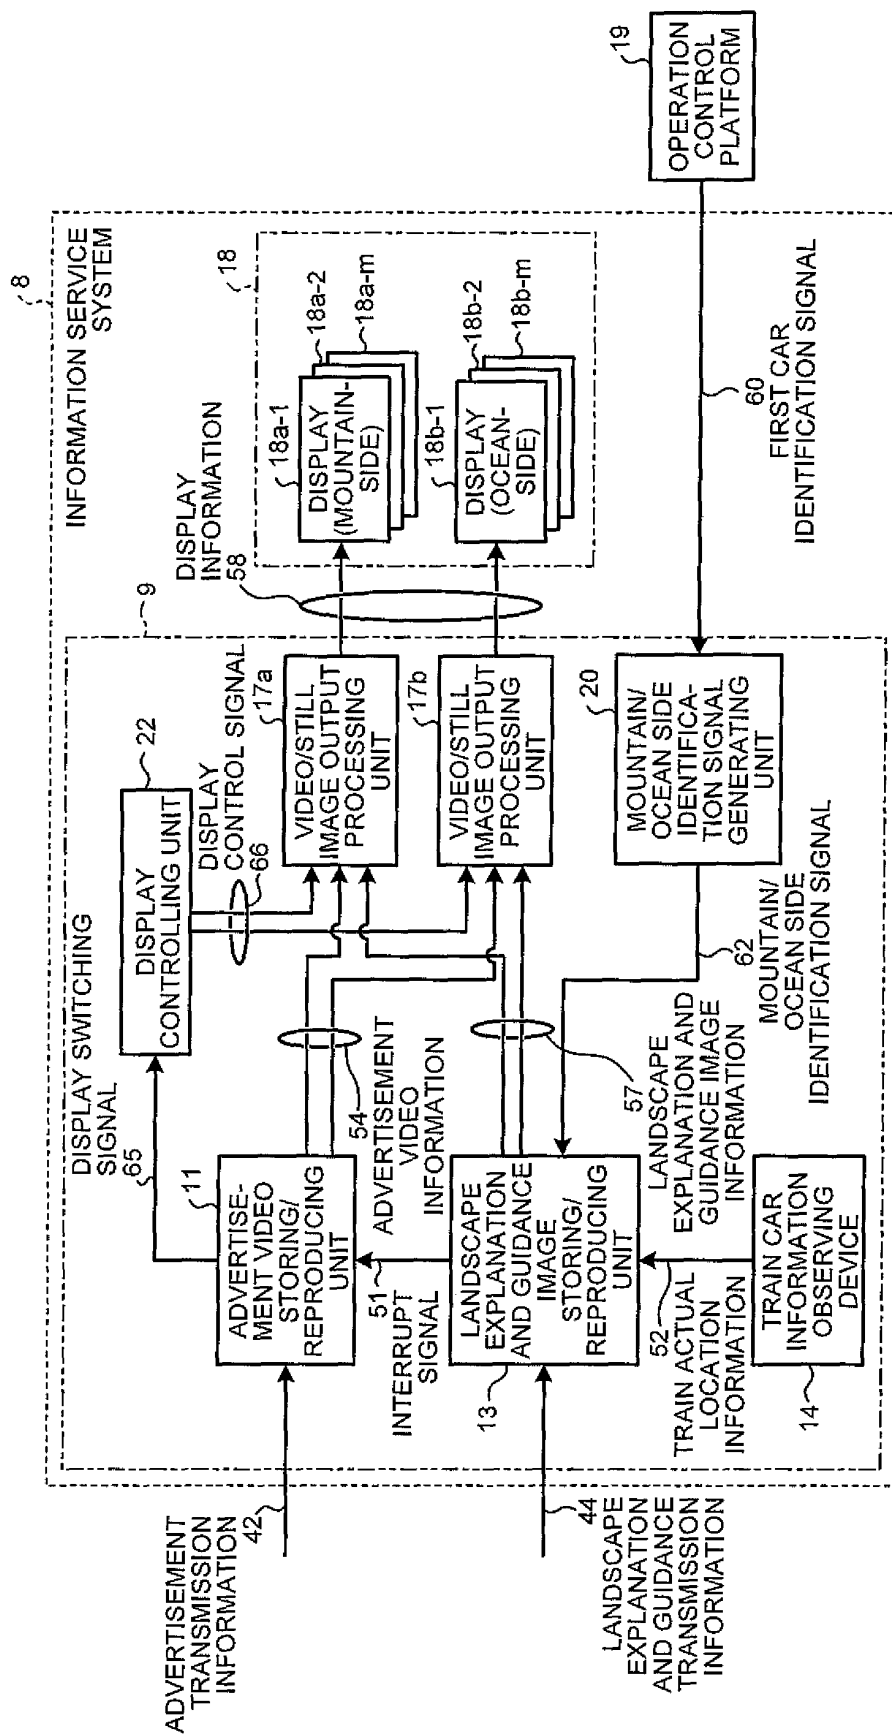 8
INFORMATION SERVICE
SYSTEM
9
DISPLAY SWITCHING
SIGNAL
65
22
DISPLAY
CONTROLLING UNIT
DISPLAY
CONTROL SIGNAL
66
DISPLAY
INFORMATION
58
18
ADVERTISEMENT
TRANSMISSION
INFORMATION
42
11
ADVERTISE-
MENT VIDEO
STORING/
REPRODUCING
UNIT
54
ADVERTISEMENT
VIDEO
INFORMATION
17a
VIDEO/STILL
IMAGE OUTPUT
PROCESSING
UNIT
18a-1
18a-2
18a-m
DISPLAY
(MOUNTAIN-
SIDE)
INTERRUPT
SIGNAL
51
17b
VIDEO/STILL
IMAGE OUTPUT
PROCESSING
UNIT
18b-1
18b-2
18b-m
DISPLAY
(OCEAN-
SIDE)
44
LANDSCAPE
EXPLANATION
AND GUIDANCE
TRANSMISSION
INFORMATION
13
LANDSCAPE
EXPLANATION
AND GUIDANCE
IMAGE
STORING/
REPRODUCING
UNIT
57
LANDSCAPE
EXPLANATION AND
GUIDANCE IMAGE
INFORMATION
20
MOUNTAIN/
OCEAN SIDE
IDENTIFICA-
TION SIGNAL
GENERATING
UNIT
62
MOUNTAIN/
OCEAN SIDE
IDENTIFICATION SIGNAL
60
FIRST CAR
IDENTIFICATION SIGNAL
19
OPERATION
CONTROL
PLATFORM
TRAIN ACTUAL
LOCATION
INFORMATION
52
14
TRAIN CAR
INFORMATION
OBSERVING
DEVICE